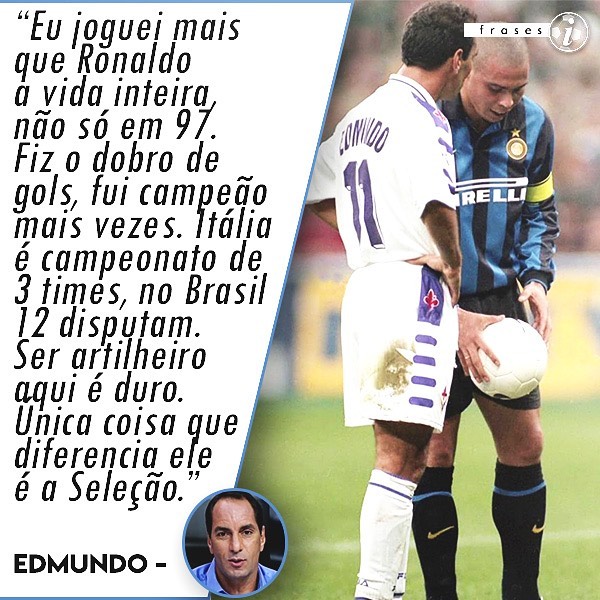 frases i
“Eu joguei mais
que Ronaldo
a vida inteira,
não só em 97.
Fiz o dobro de
gols, fui campeão
mais vezes. Itália
é campeonato de
3 times, no Brasil
12 disputam.
Ser artilheiro
aqui é duro.
Única coisa que
diferencia ele
é a Seleção.”
EDMUNDO -
EDMUNDO
11
PIRELLI